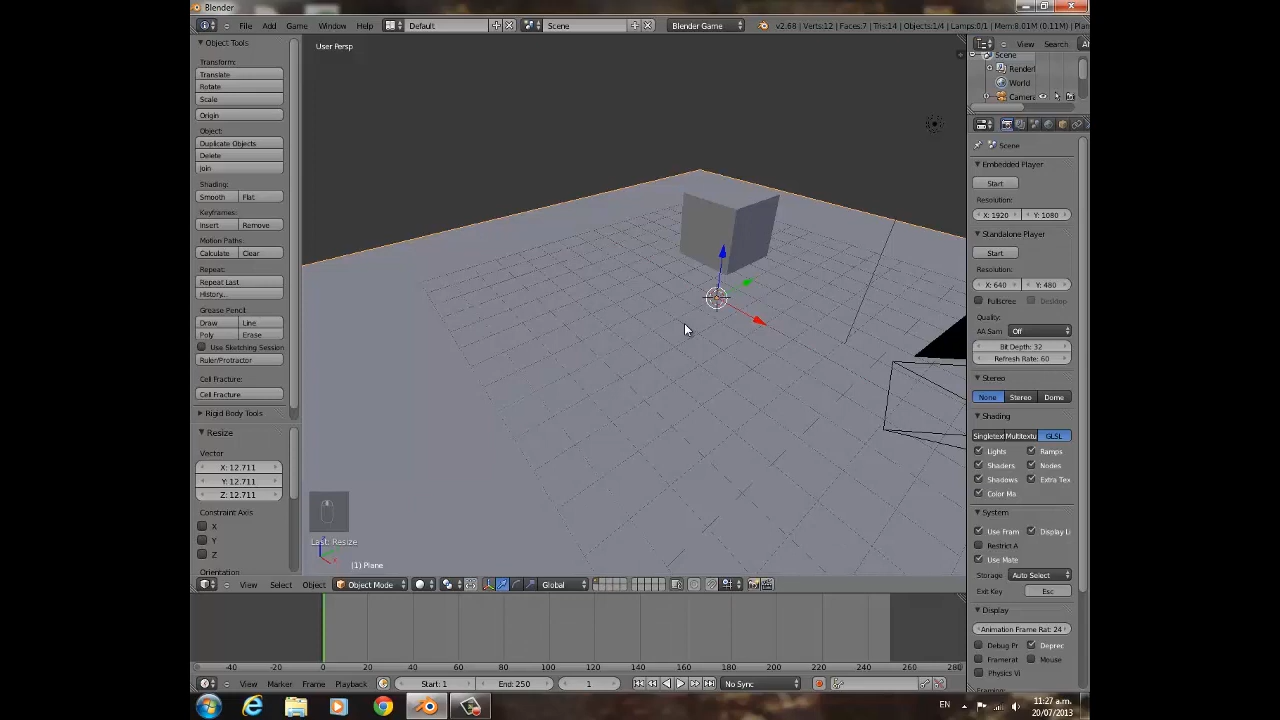 Blender
File Add Game Window Help Default Scene Blender Game v2.68 | Verts:12 | Faces:7 | Tris:14 | Objects:1/4 | Lamps:0/1 | Mem:8.01M (0.11M) | Plan
Object Tools
Transform:
Translate
Rotate
Scale
Origin
Object:
Duplicate Objects
Delete
Join
Shading:
Smooth Flat
Keyframes:
Insert Remove
Motion Paths:
Calculate Clear
Repeat:
Repeat Last
History...
Grease Pencil:
Draw Line
Poly Erase
Use Sketching Session
Ruler/Protractor
Cell Fracture:
Cell Fracture
Rigid Body Tools
Resize
Vector
X: 12.711
Y: 12.711
Z: 12.711
Constraint Axis
X
Y
Z
Orientation
User Persp
Last: Resize
(1) Plane
View Select Object Object Mode Global
-40 -20 0 20 40 60 80 100 120 140 160 180 200 220 240 260 280
View Marker Frame Playback Start: 1 End: 250 1 No Sync
View Search Al
Scene
Render
World
Camera
Scene
Embedded Player
Start
Resolution:
X: 1920 Y: 1080
Standalone Player
Start
Resolution:
X: 640 Y: 480
Fullscree Desktop
Quality:
AA Sam Off
Bit Depth: 32
Refresh Rate: 60
Stereo
None Stereo Dome
Shading
Singletext Multitextu GLSL
Lights Ramps
Shaders Nodes
Shadows Extra Tex
Color Ma
System
Use Fram Display Li
Restrict A
Use Mate
Storage Auto Select
Exit Key Esc
Display
Animation Frame Rat: 24
Debug Pr Deprec
Framerat Mouse
Physics Vi
Framing:
EN 11:27 a.m.
20/07/2013